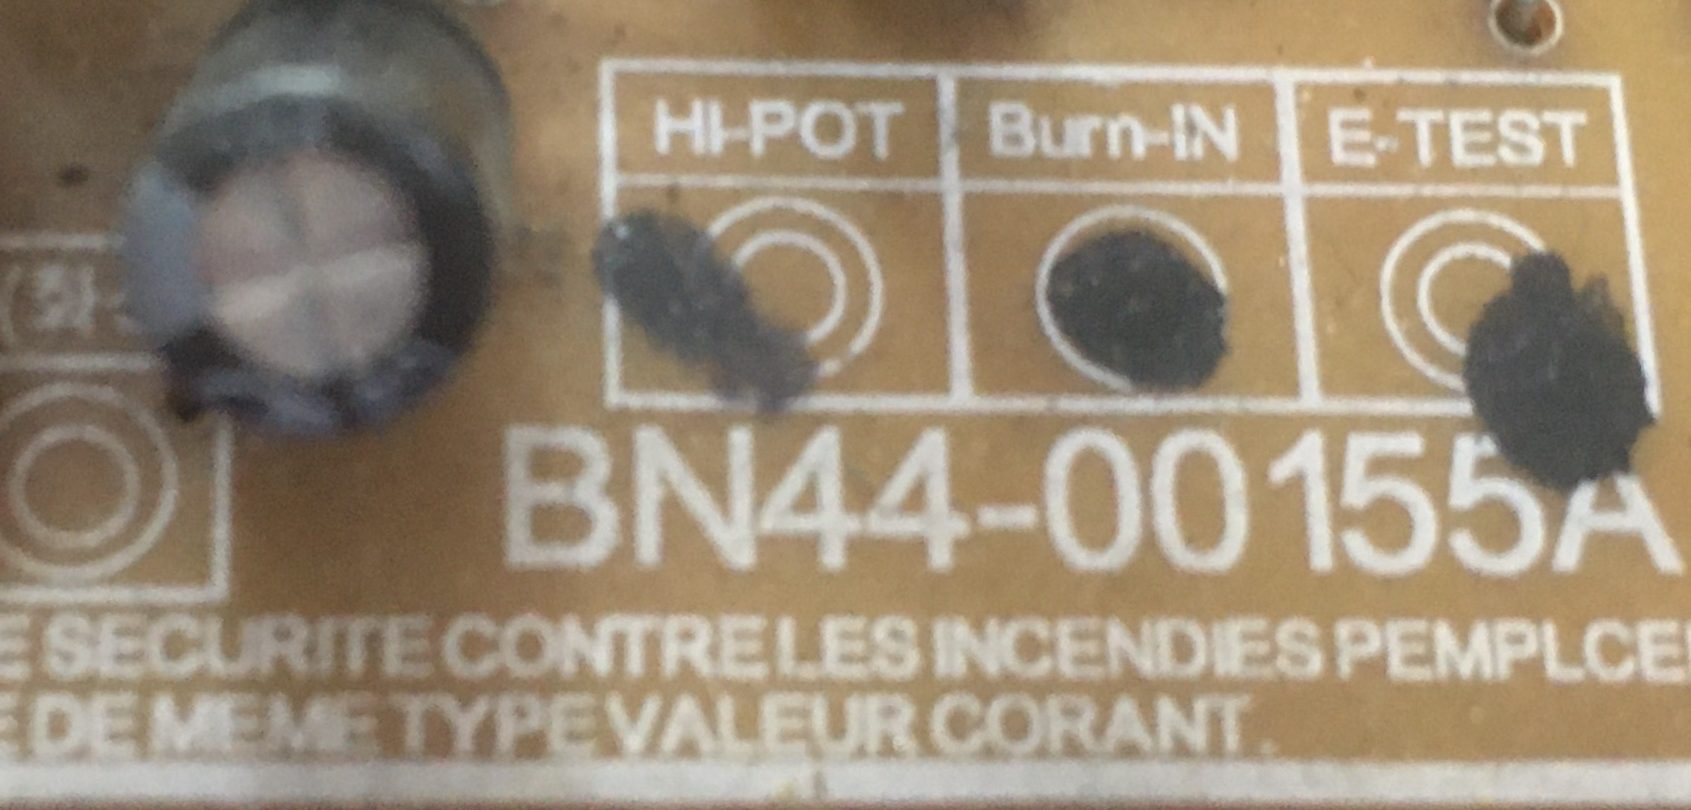 HI-POT Burn-IN E-TEST
BN44-00155A
E SECURITE CONTRE LES INCENDIES PEMPLCE
E DE MEME TYPE VALEUR CORANT.